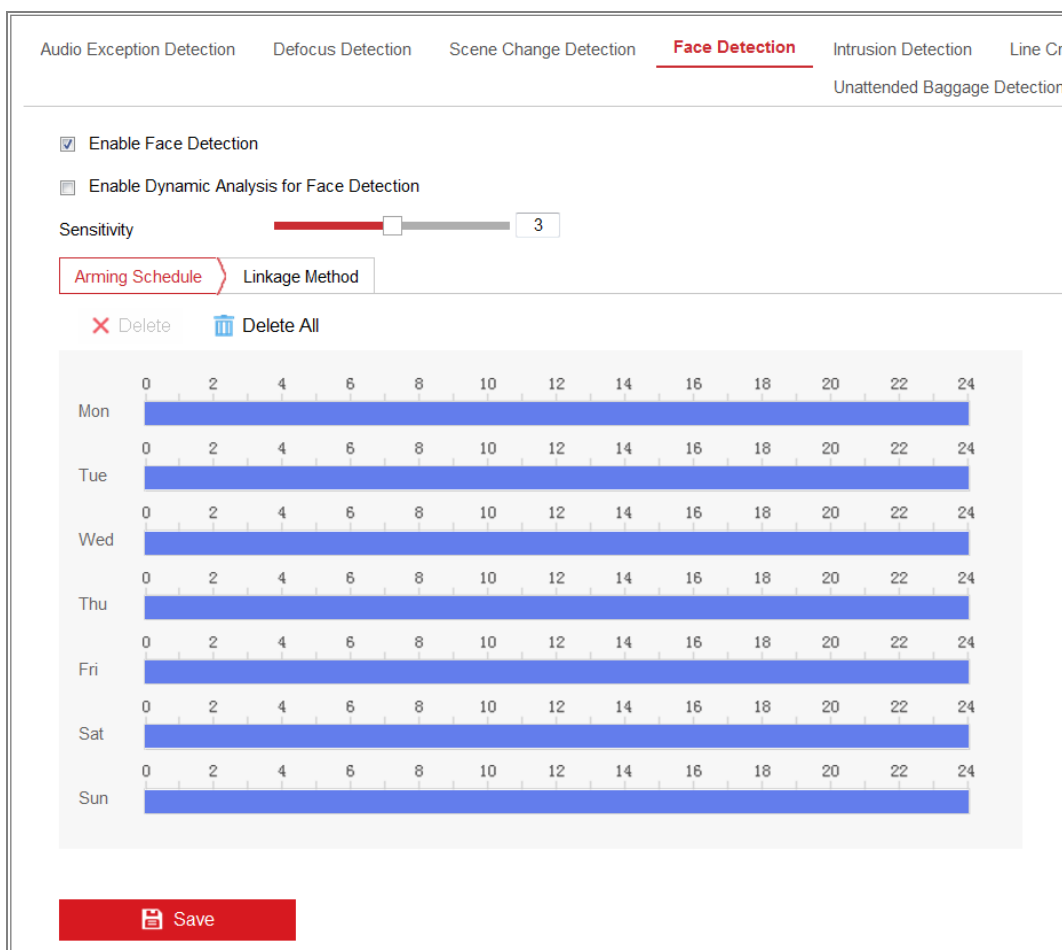 Audio Exception Detection Defocus Detection Scene Change Detection Face Detection Intrusion Detection Line Cr
Unattended Baggage Detection
Enable Face Detection
Enable Dynamic Analysis for Face Detection
Sensitivity 3
Arming Schedule Linkage Method
Delete Delete All
0 2 4 6 8 10 12 14 16 18 20 22 24
Mon
0 2 4 6 8 10 12 14 16 18 20 22 24
Tue
0 2 4 6 8 10 12 14 16 18 20 22 24
Wed
0 2 4 6 8 10 12 14 16 18 20 22 24
Thu
0 2 4 6 8 10 12 14 16 18 20 22 24
Fri
0 2 4 6 8 10 12 14 16 18 20 22 24
Sat
0 2 4 6 8 10 12 14 16 18 20 22 24
Sun
Save